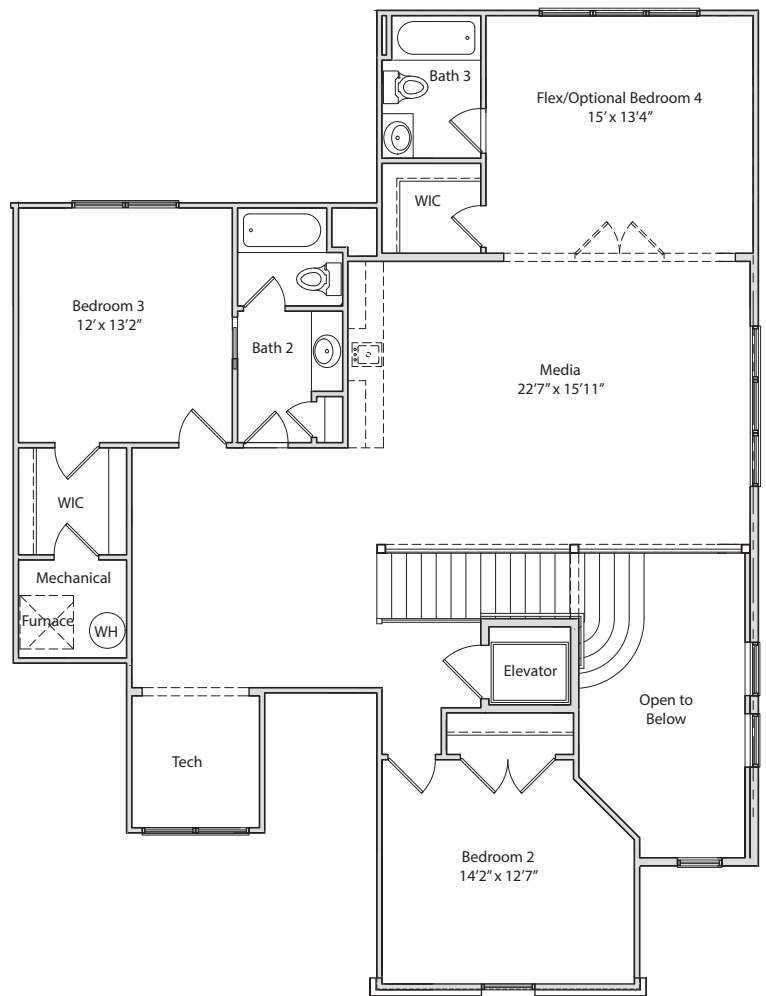 Bath 3
Flex/Optional Bedroom 4
15’ x 13’4”
WIC
Bedroom 3
12’ x 13’2”
Bath 2
Media
22’7” x 15’11”
WIC
Mechanical
Furnace
WH
Elevator
Open to
Below
Tech
Bedroom 2
14’2” x 12’7”